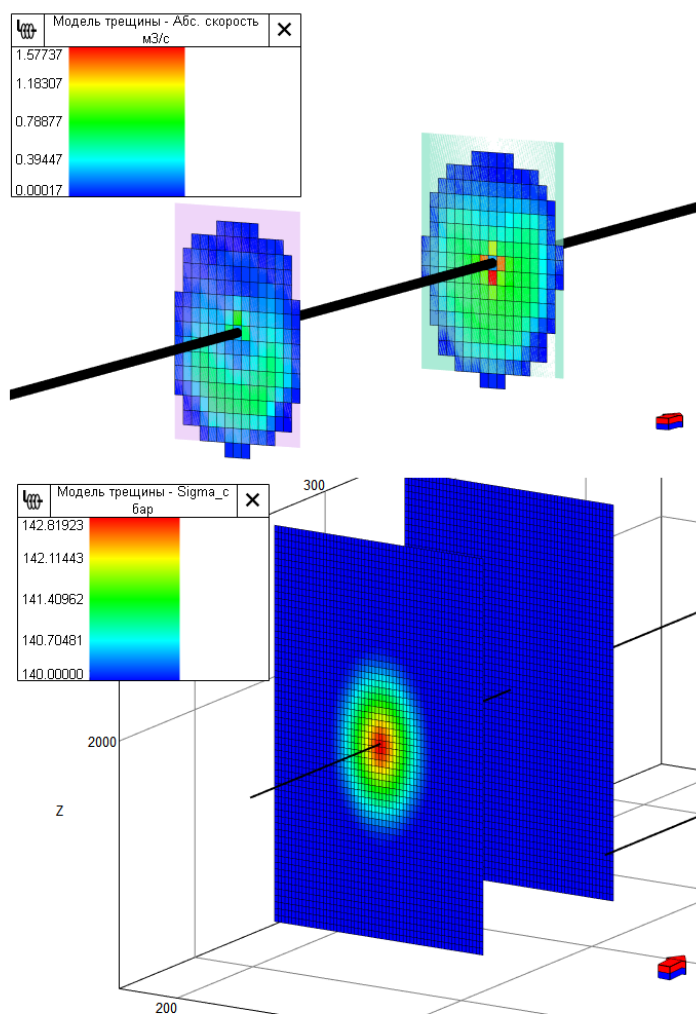 Модель трещины - Абс. скорость
м3/с
1.57737
1.18307
0.78877
0.39447
0.00017
Модель трещины - Sigma_c
бар
142.81923
142.11443
141.40962
140.70481
140.00000
300
2000
Z
200